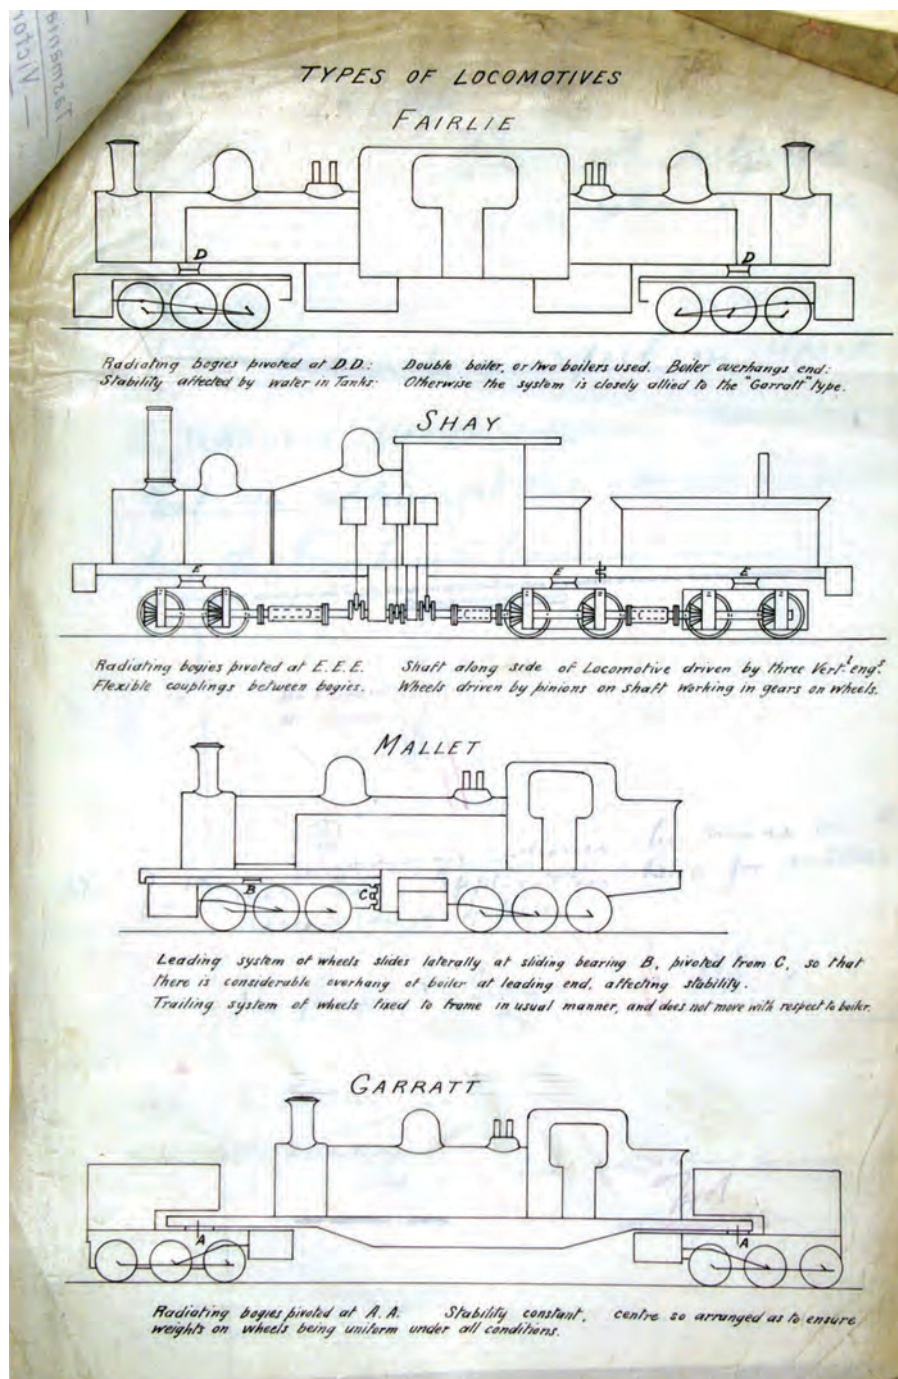 Tasmania
Victor
TYPES OF LOCOMOTIVES
FAIRLIE
D
D
Radiating bogies pivoted at D.D: Double boiler, or two boilers used. Boiler overhangs end:
Stability affected by water in Tanks: Otherwise the system is closely allied to the "Garratt" type.
SHAY
E
E
E
Radiating bogies pivoted at E.E.E. Shaft along side of Locomotive driven by three Vertl engs.
Flexible couplings between bogies. Wheels driven by pinions on shaft working in gears on wheels.
MALLET
B
C
Leading system of wheels slides laterally at sliding bearing B, pivoted from C, so that
there is considerable overhang of boiler at leading end, affecting stability.
Trailing system of wheels fixed to frame in usual manner, and does not move with respect to boiler.
GARRATT
A
A
Radiating bogies pivoted at A.A. Stability constant, centre so arranged as to ensure
weights on wheels being uniform under all conditions.